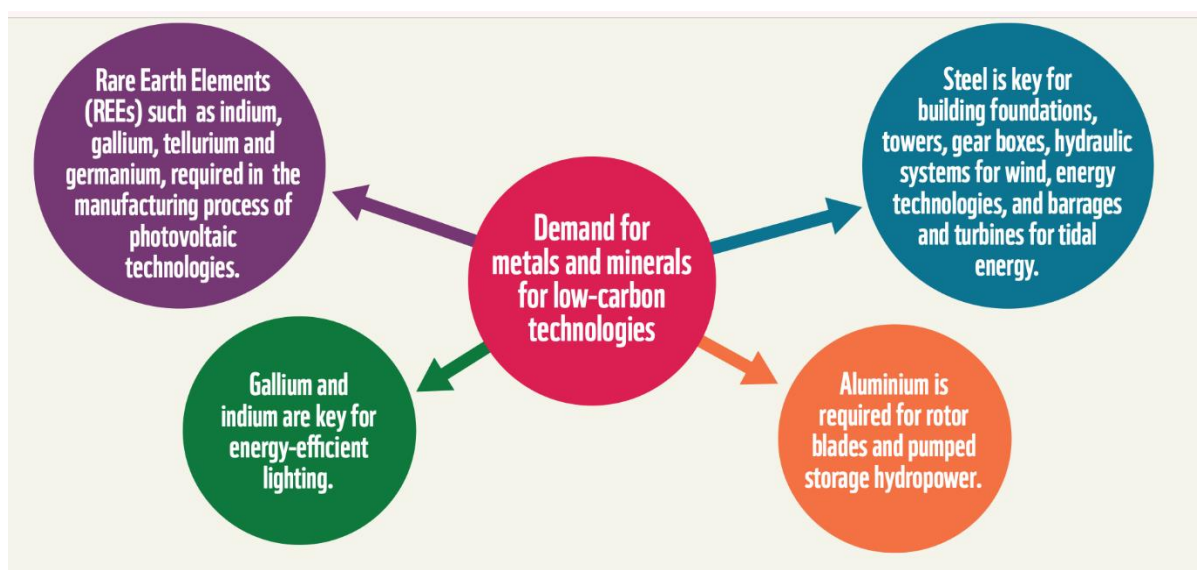 Rare Earth Elements
(REEs) such as indium,
gallium, tellurium and
germanium, required in the
manufacturing process of
photovoltaic
technologies.
Steel is key for
building foundations,
towers, gear boxes, hydraulic
systems for wind, energy
technologies, and barrages
and turbines for tidal
energy.
Demand for
metals and minerals
for low-carbon
technologies
Gallium and
indium are key for
energy-efficient
lighting.
Aluminium is
required for rotor
blades and pumped
storage hydropower.